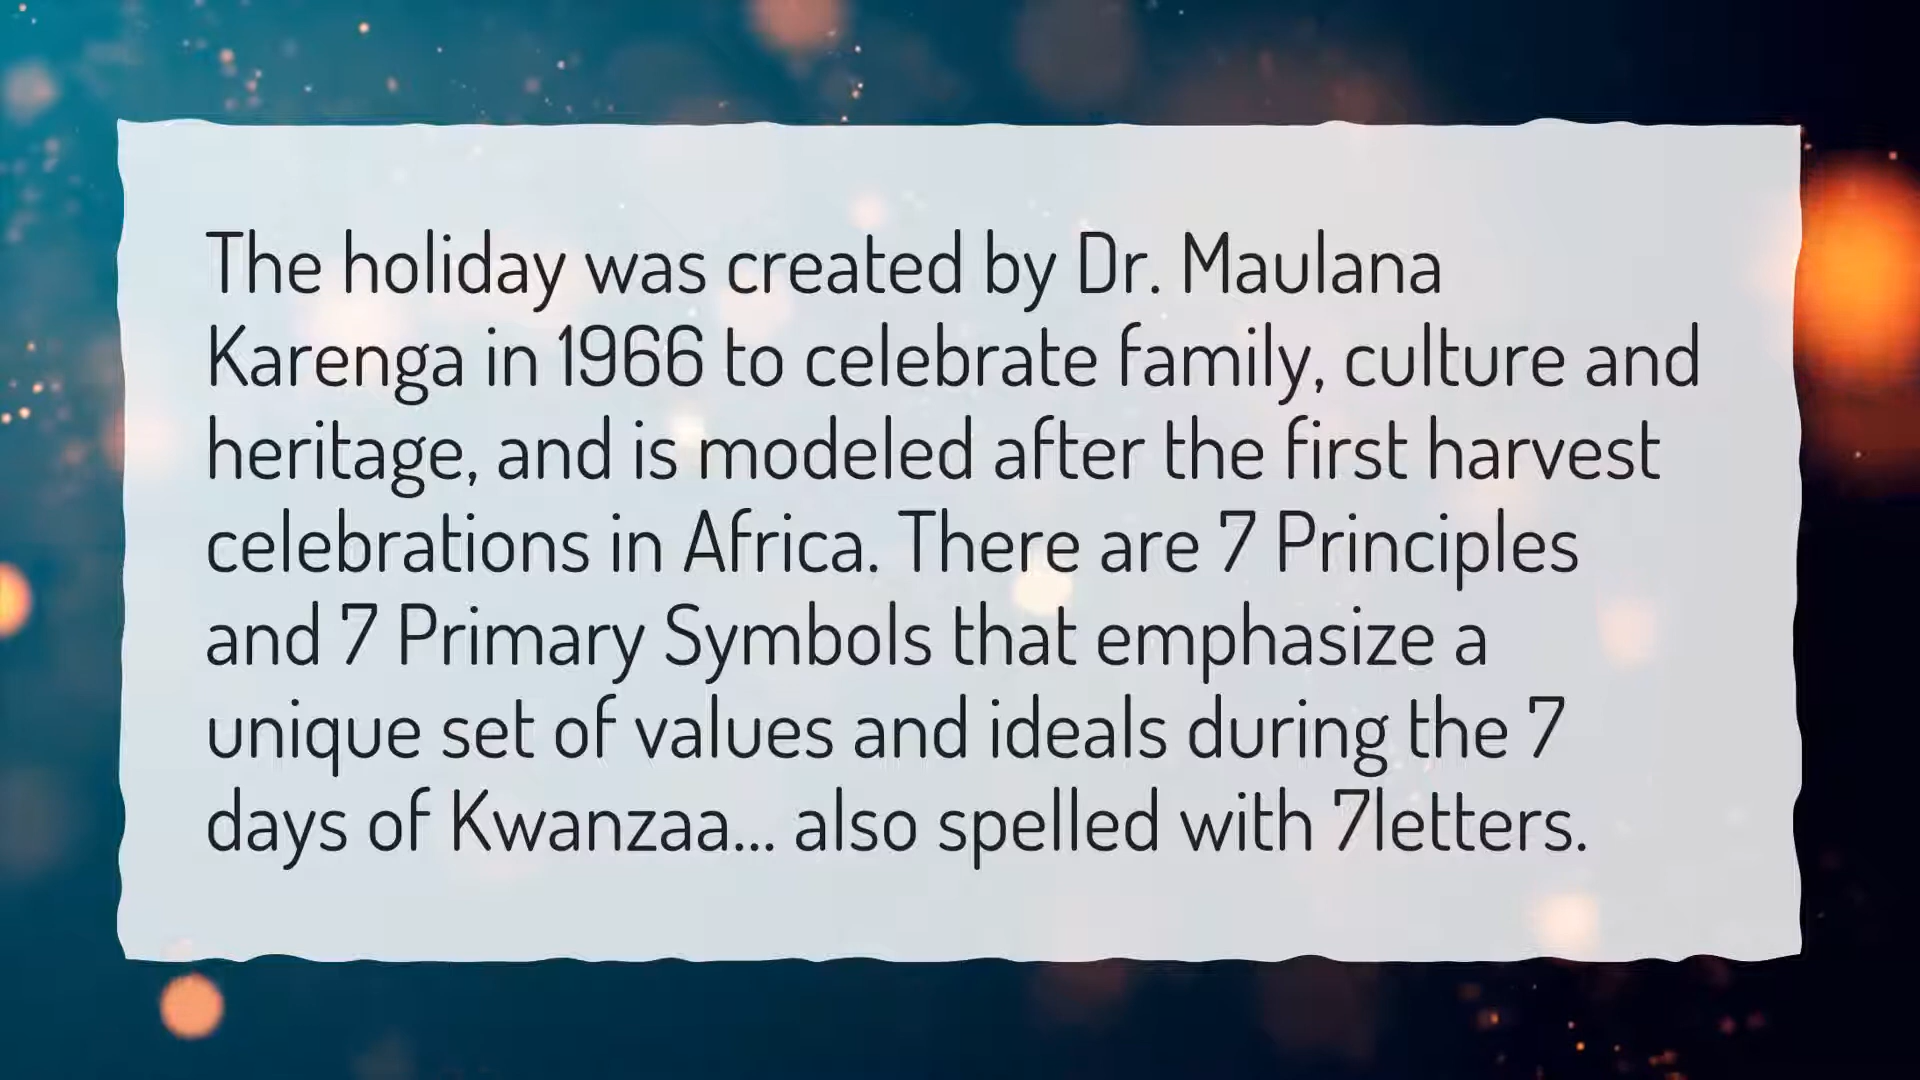 The holiday was created by Dr. Maulana
Karenga in 1966 to celebrate family, culture and
heritage, and is modeled after the first harvest
celebrations in Africa. There are 7 Principles
and 7 Primary Symbols that emphasize a
unique set of values and ideals during the 7
days of Kwanzaa... also spelled with 7letters.